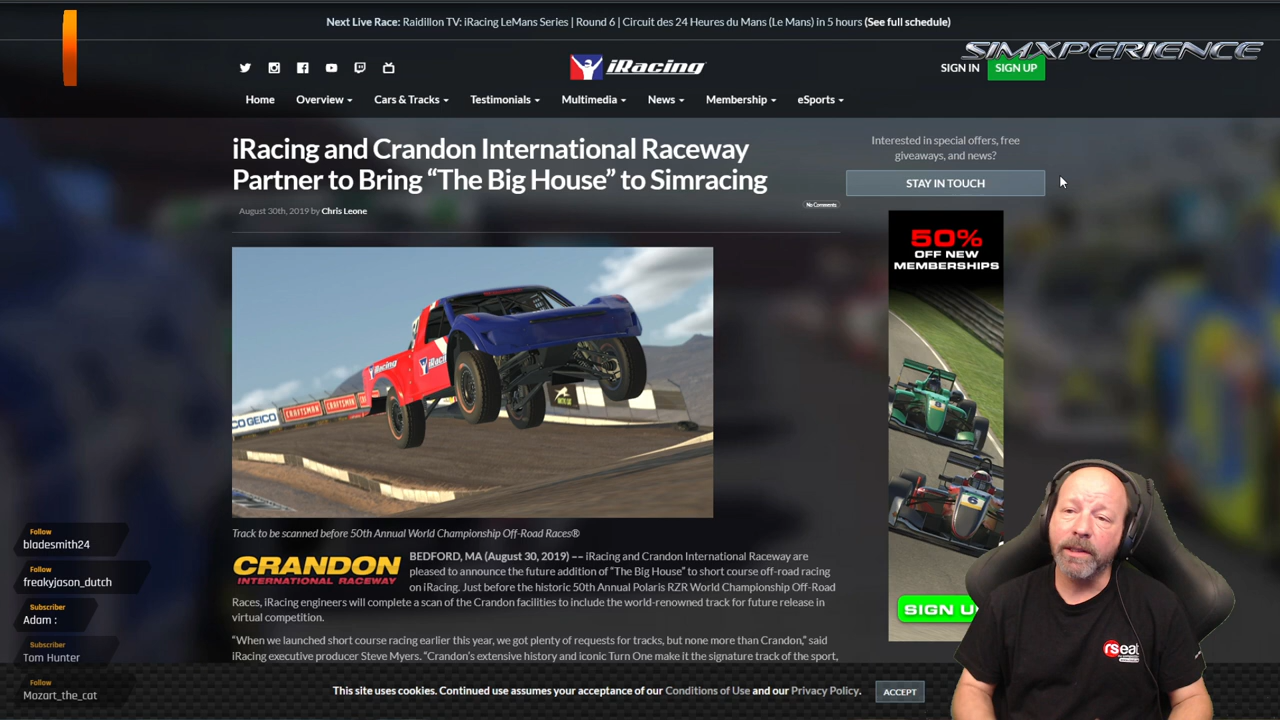 Next Live Race: Raidillon TV: iRacing LeMans Series | Round 6 | Circuit des 24 Heures du Mans (Le Mans) in 5 hours (See full schedule)
SIMXPERIENCE
iRacing
SIGN IN
SIGN UP
Home
Overview
Cars & Tracks
Testimonials
Multimedia
News
Membership
eSports
iRacing and Crandon International Raceway
Partner to Bring “The Big House” to Simracing
August 30th, 2019 by Chris Leone
No Comments
Interested in special offers, free
giveaways, and news?
STAY IN TOUCH
50%
OFF NEW
MEMBERSHIPS
GEICO
CRAFTSMAN
CRAFTSMAN
iRacing
iRacing
Track to be scanned before 50th Annual World Championship Off-Road Races®
CRANDON
INTERNATIONAL RACEWAY
BEDFORD, MA (August 30, 2019) –– iRacing and Crandon International Raceway are
pleased to announce the future addition of “The Big House” to short course off-road racing
on iRacing. Just before the historic 50th Annual Polaris RZR World Championship Off-Road
Races, iRacing engineers will complete a scan of the Crandon facilities to include the world-renowned track for future release in
virtual competition.
“When we launched short course racing earlier this year, we got plenty of requests for tracks, but none more than Crandon,” said
iRacing executive producer Steve Myers. “Crandon’s extensive history and iconic Turn One make it the signature track of the sport,
6
6
SIGN U
Follow
bladesmith24
Follow
freakyjason_dutch
Subscriber
Adam :
Subscriber
Tom Hunter
Follow
Mozart_the_cat
rseat
This site uses cookies. Continued use assumes your acceptance of our Conditions of Use and our Privacy Policy.
ACCEPT